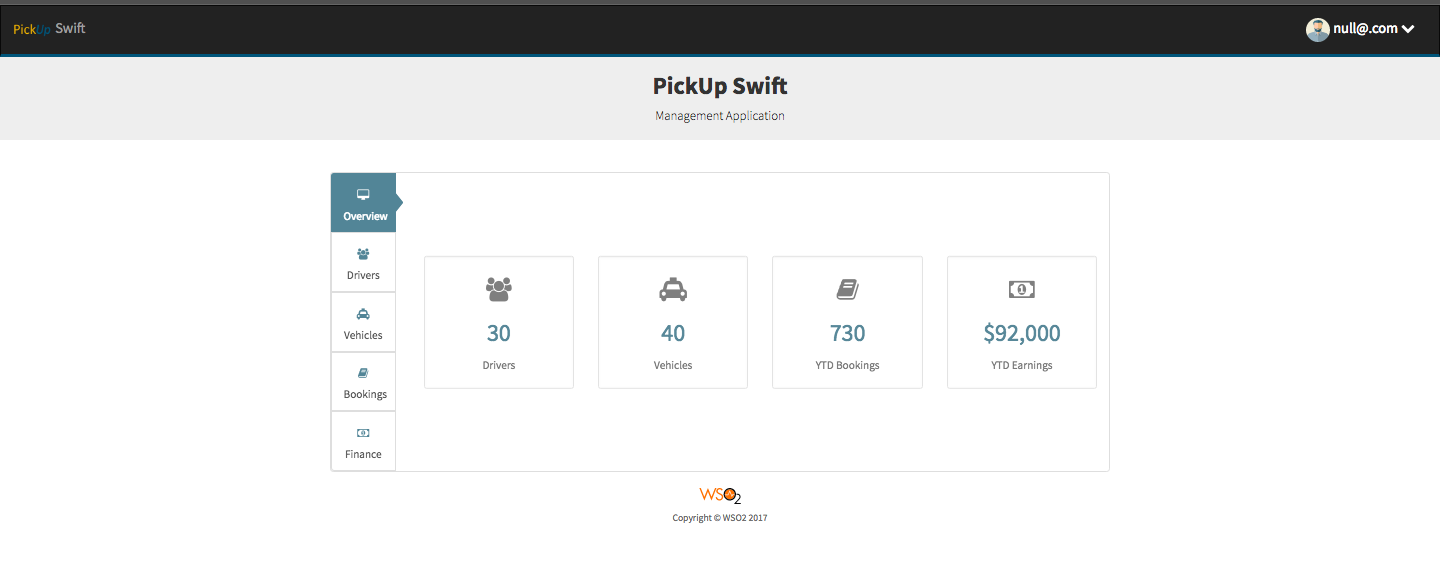 PickUp Swift
null@.com
PickUp Swift
Management Application
Overview
Drivers
Vehicles
Bookings
Finance
30
Drivers
40
Vehicles
730
YTD Bookings
$92,000
YTD Earnings
WSO2
Copyright © WSO2 2017